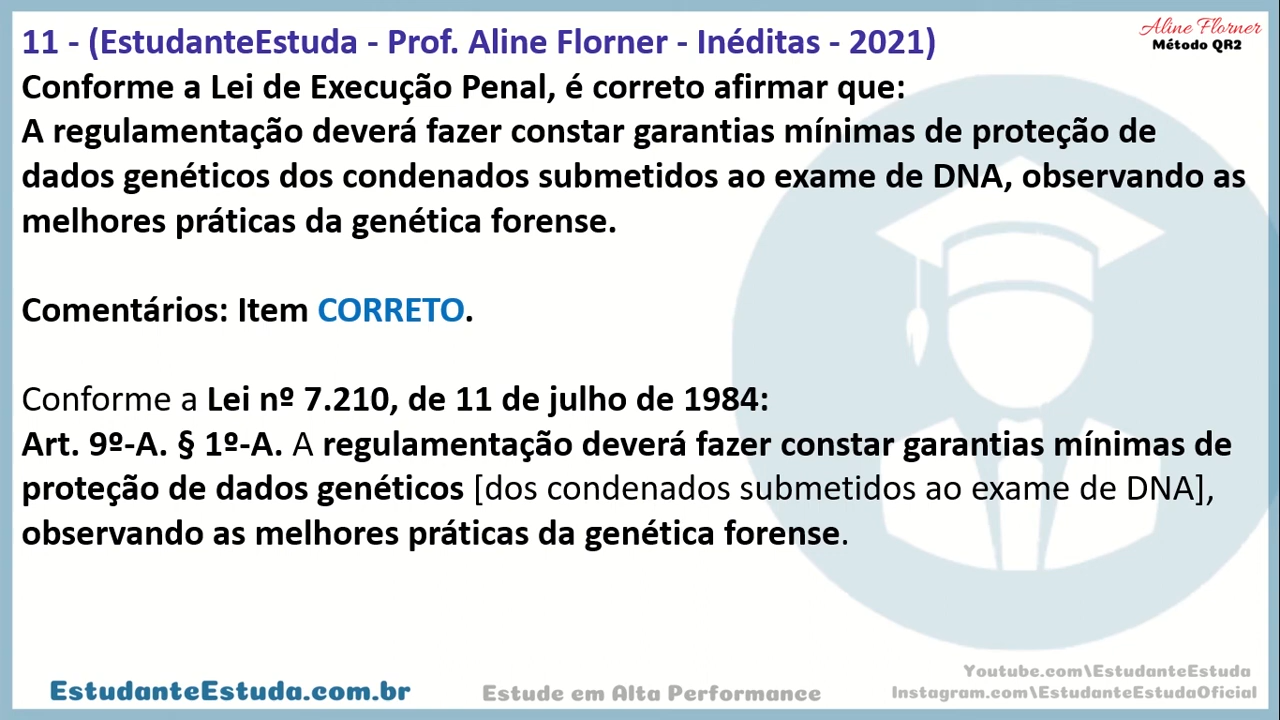 11 - (EstudanteEstuda - Prof. Aline Florner - Inéditas - 2021)
Aline Florner
Método QR2
Conforme a Lei de Execução Penal, é correto afirmar que:
A regulamentação deverá fazer constar garantias mínimas de proteção de
dados genéticos dos condenados submetidos ao exame de DNA, observando as
melhores práticas da genética forense.
Comentários: Item CORRETO.
Conforme a Lei nº 7.210, de 11 de julho de 1984:
Art. 9º-A. § 1º-A. A regulamentação deverá fazer constar garantias mínimas de
proteção de dados genéticos [dos condenados submetidos ao exame de DNA],
observando as melhores práticas da genética forense.
EstudanteEstuda.com.br
Estude em Alta Performance
Youtube.com\EstudanteEstuda
Instagram.com\EstudanteEstudaOficial